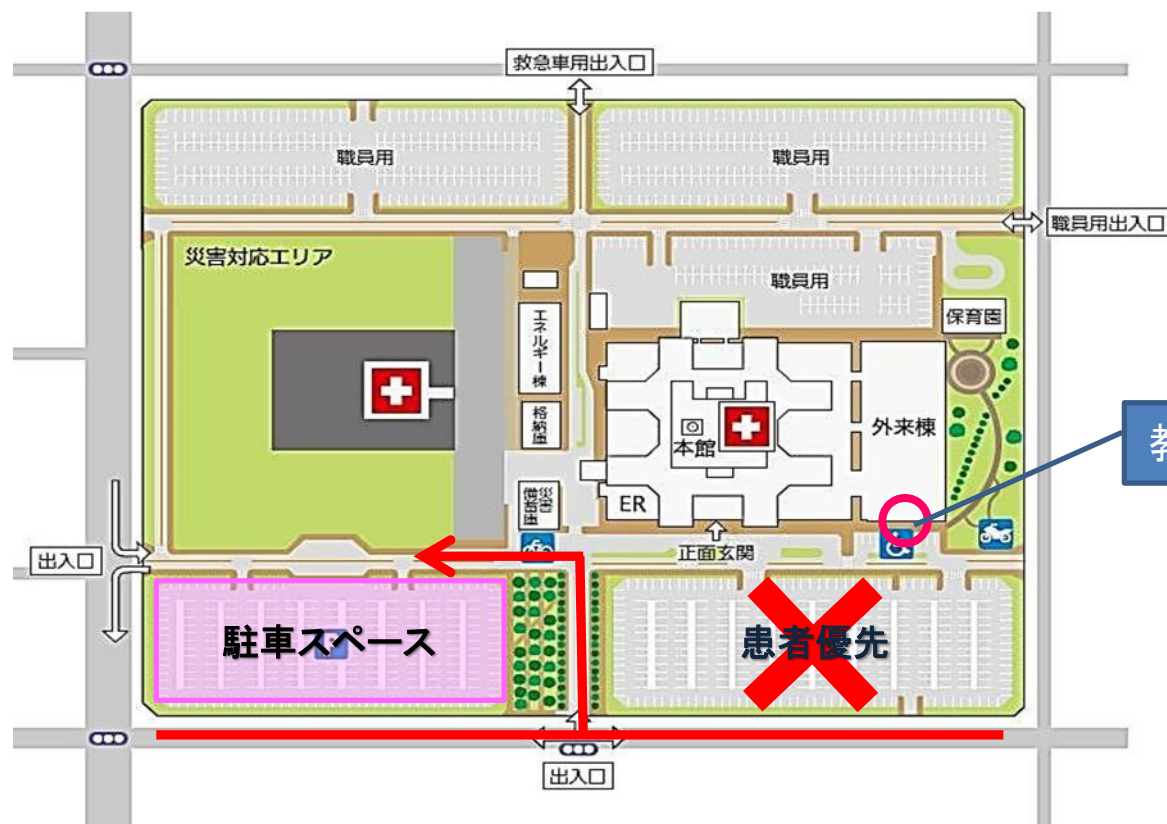 救急車用出入口
職員用
職員用
職員用出入口
災害対応エリア
職員用
保育園
エネルギー棟
格納庫
外来棟
本館
教
災害
備蓄庫
ER
正面玄関
出入口
駐車スペース
患者優先
出入口